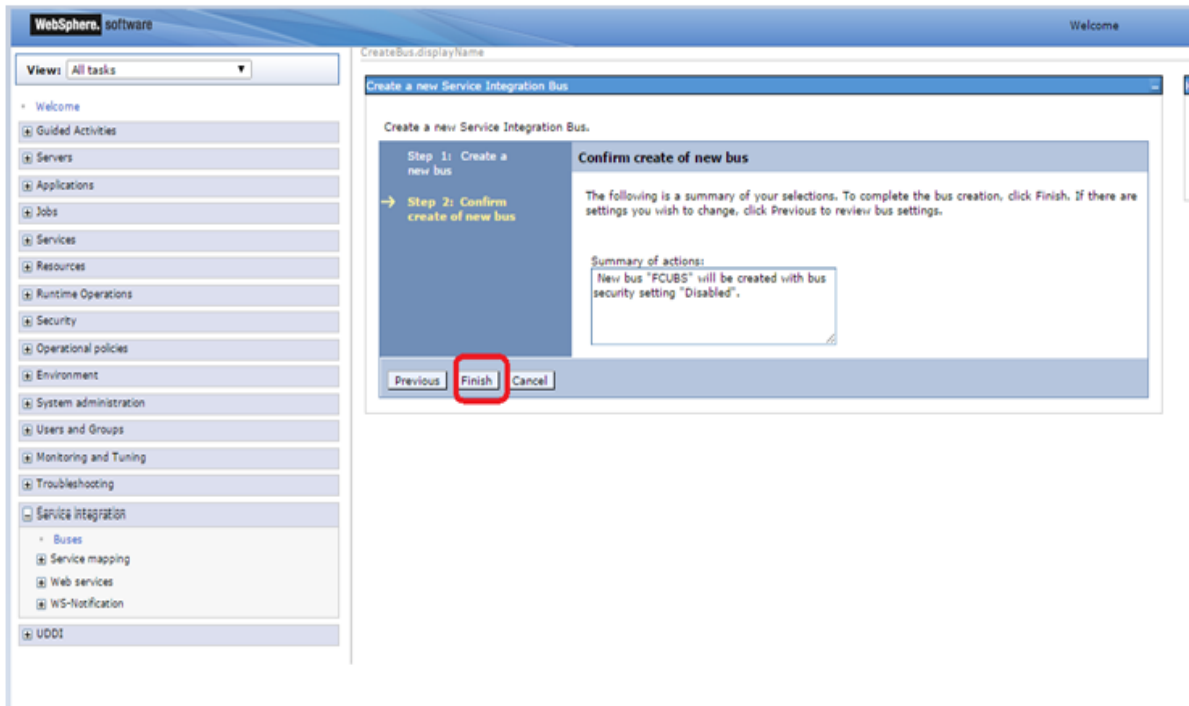 WebSphere. software
Welcome
View: All tasks
Welcome
Guided Activities
Servers
Applications
Jobs
Services
Resources
Runtime Operations
Security
Operational policies
Environment
System administration
Users and Groups
Monitoring and Tuning
Troubleshooting
Service integration
Buses
Service mapping
Web services
WS-Notification
UDDI
CreateBus.displayName
Create a new Service Integration Bus
Create a new Service Integration Bus.
Step 1: Create a
new bus
Step 2: Confirm
create of new bus
Confirm create of new bus
The following is a summary of your selections. To complete the bus creation, click Finish. If there are
settings you wish to change, click Previous to review bus settings.
Summary of actions:
New bus "FCUBS" will be created with bus
security setting "Disabled".
Previous Finish Cancel